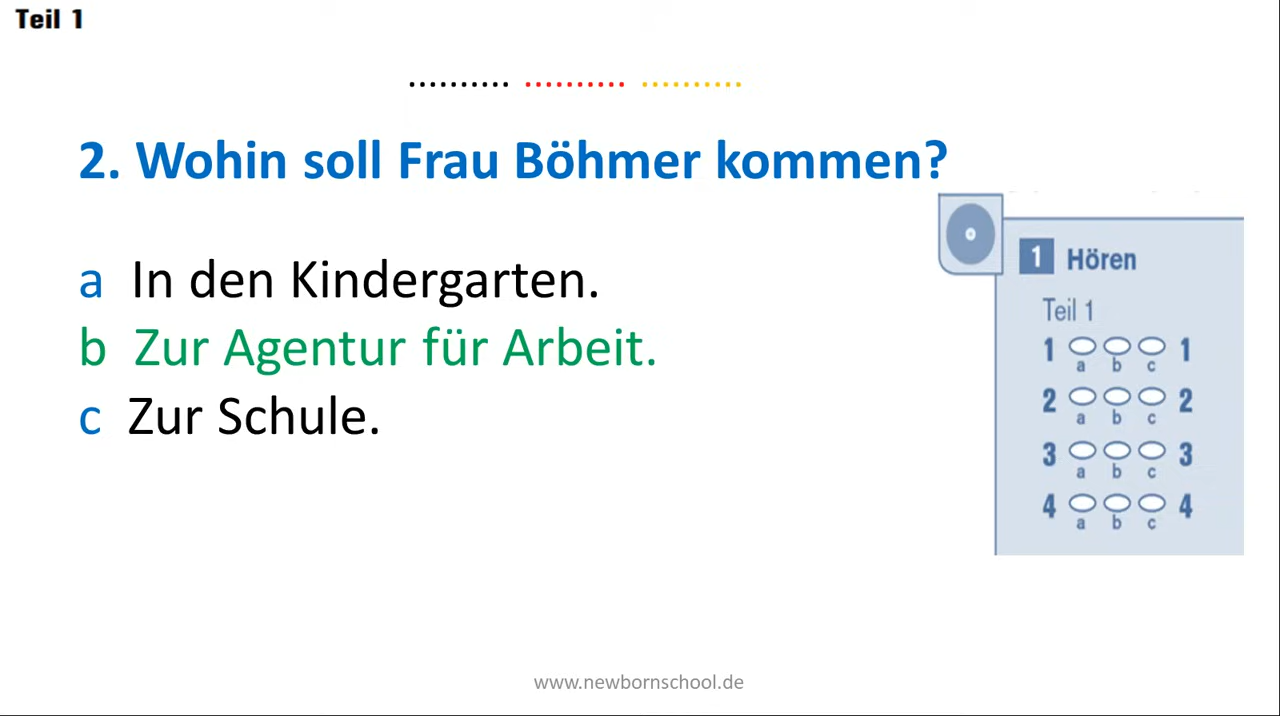 Teil 1
.......... .......... ..........
2. Wohin soll Frau Böhmer kommen?
a In den Kindergarten.
b Zur Agentur für Arbeit.
c Zur Schule.
1 Hören
Teil 1
1 1
a b c
2 2
a b c
3 3
a b c
4 4
a b c
www.newbornschool.de